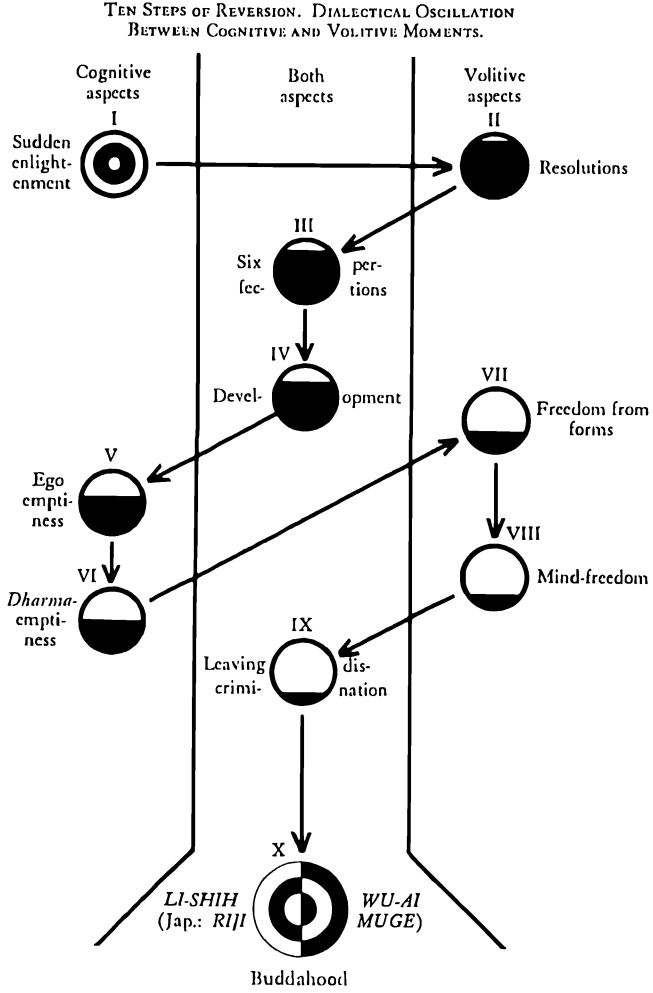 TEN STEPS OF REVERSION. DIALECTICAL OSCILLATION
BETWEEN COGNITIVE AND VOLITIVE MOMENTS.
Cognitive
aspects
Both
aspects
Volitive
aspects
I
Sudden
enlight-
enment
II
Resolutions
III
Six per-
fec- tions
IV
Devel- opment
VII
Freedom from
forms
V
Ego
empti-
ness
VIII
Mind-freedom
VI
Dharma-
empti-
ness
IX
Leaving dis-
crimi- nation
X
LI-SHIH WU-AI
(Jap.: RIJI MUGE)
Buddahood